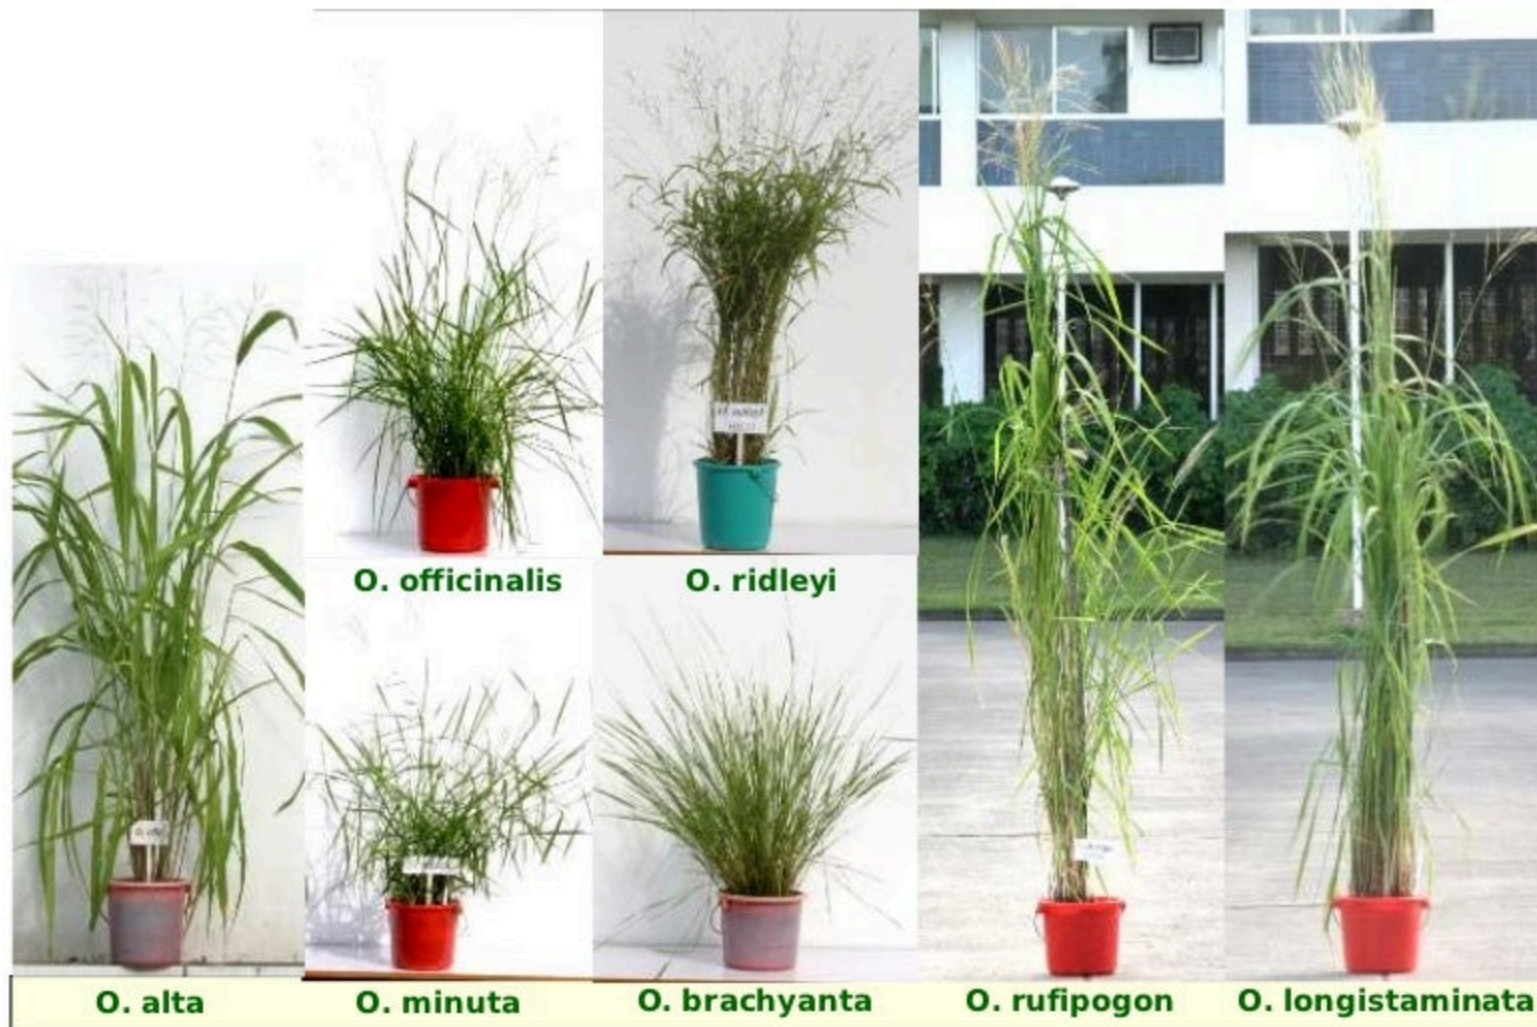 O. officinalis
O. ridleyi
O. alta
O. minuta
O. brachyanta
O. rufipogon
O. longistaminata